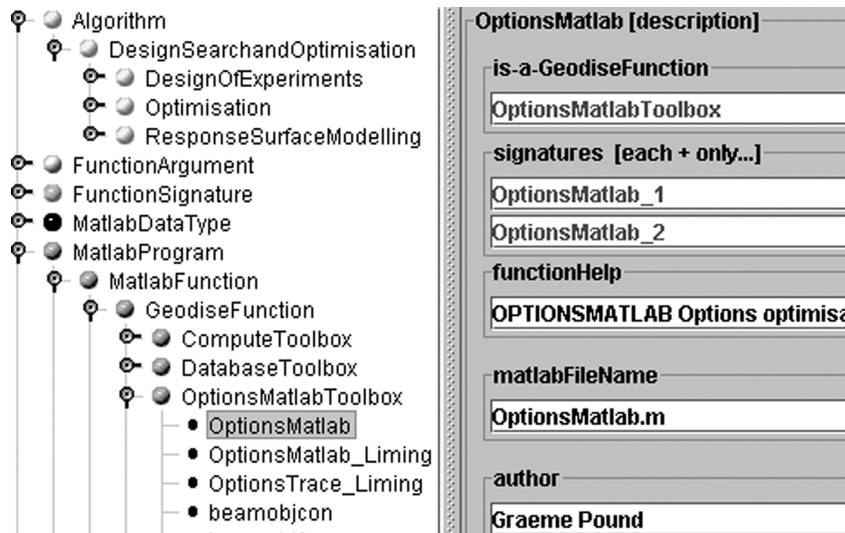 Algorithm
DesignSearchandOptimisation
DesignOfExperiments
Optimisation
ResponseSurfaceModelling
FunctionArgument
FunctionSignature
MatlabDataType
MatlabProgram
MatlabFunction
GeodiseFunction
ComputeToolbox
DatabaseToolbox
OptionsMatlabToolbox
OptionsMatlab
OptionsMatlab_Liming
OptionsTrace_Liming
beamobjcon
OptionsMatlab [description]
is-a-GeodiseFunction
OptionsMatlabToolbox
signatures [each + only...]
OptionsMatlab_1
OptionsMatlab_2
functionHelp
OPTIONSMATLAB Options optimisa
matlabFileName
OptionsMatlab.m
author
Graeme Pound